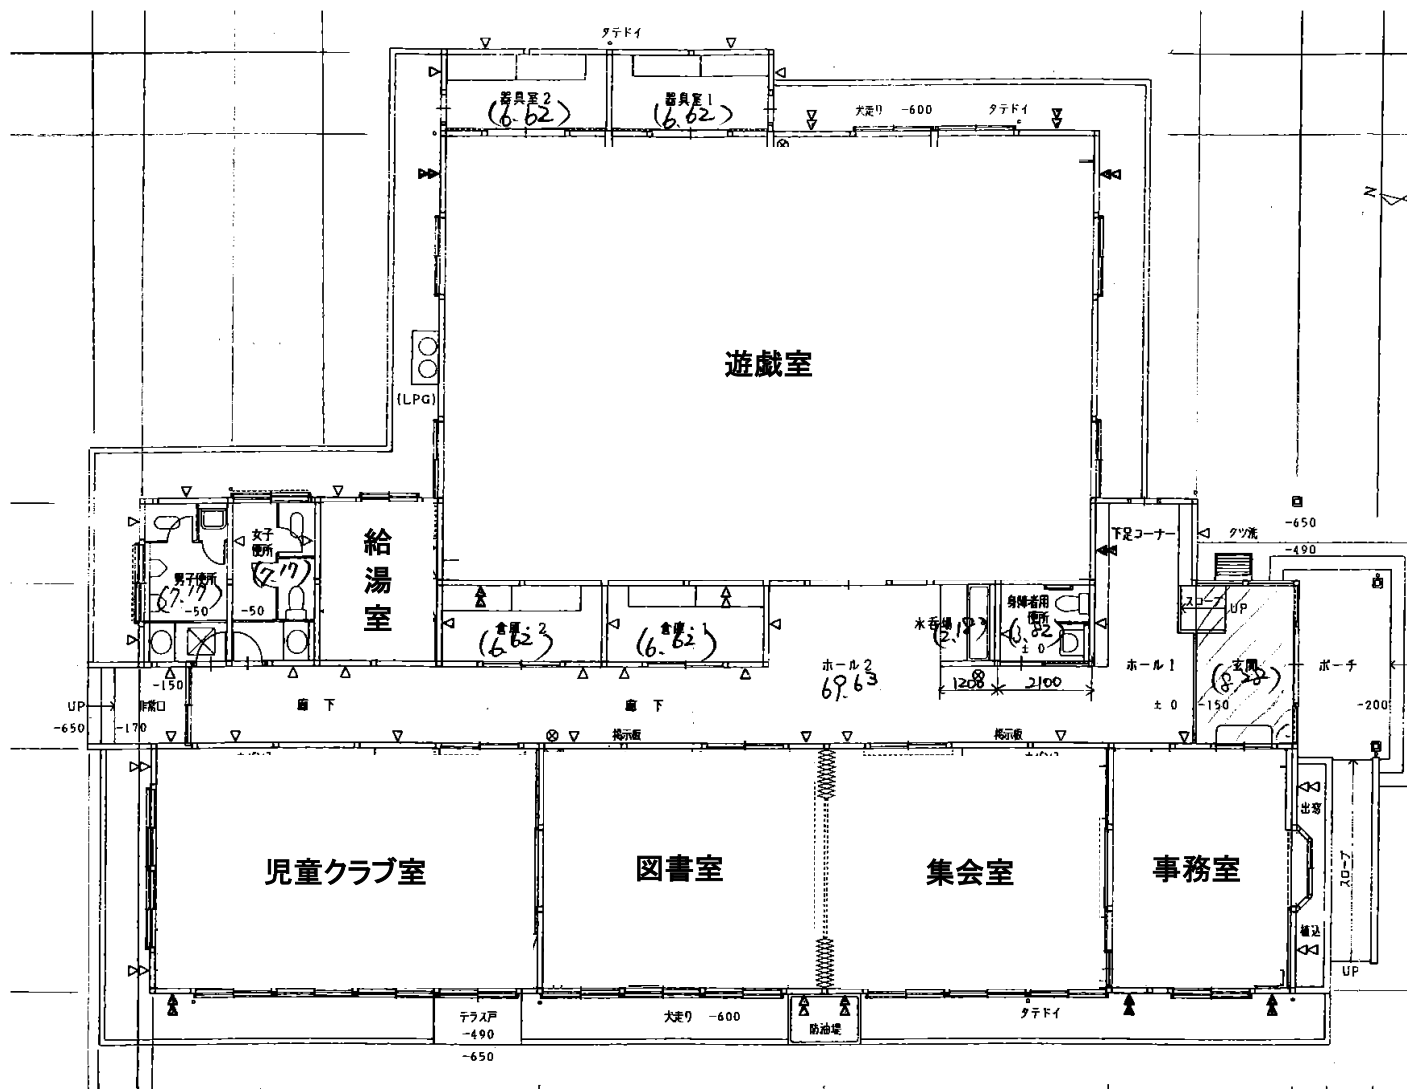 タテドイ
器具室2
(6.62)
器具室1
(6.62)
犬走り -600
タテドイ
N
遊戯室
(LPG)
給湯室
女子便所
(7.17)
-50
男子便所
(7.17)
-50
倉庫・2
(6.62)
倉庫・1
(6.62)
水呑場
身障者用便所
(3.82)
±0
下足コーナー
クツ洗
-650
-490
スロープ
UP
ホール2
69.63
1200
2100
ホール1
±0
-150
玄関
ポーチ
-200
-150
UP
非常口
-650
-170
廊下
廊下
掲示板
掲示板
児童クラブ室
図書室
集会室
事務室
出窓
スロープ
植込
UP
テラス戸
-490
-650
犬走り -600
防油堤
タテドイ